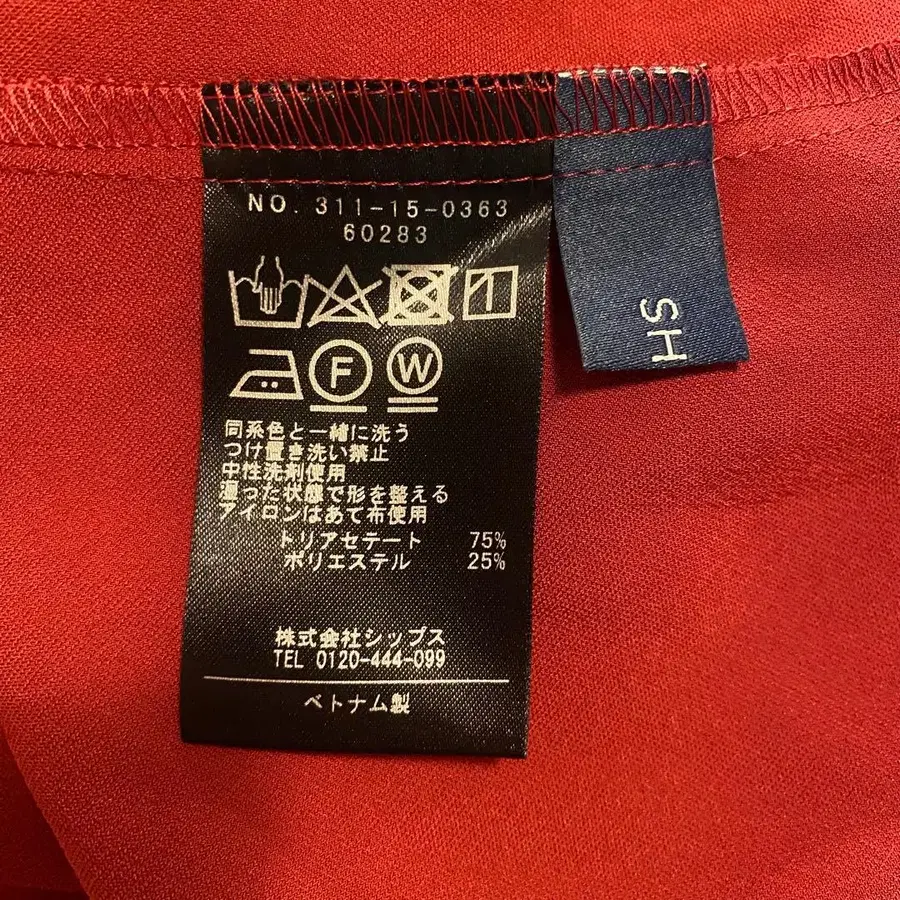 NO. 311-15-0363
60283
F W
同系色と一緒に洗う
つけ置き洗い禁止
中性洗剤使用
湿った状態で形を整える
アイロンはあて布使用
トリアセテート 75%
ポリエステル 25%
株式会社シップス
TEL 0120-444-099
ベトナム製
SH